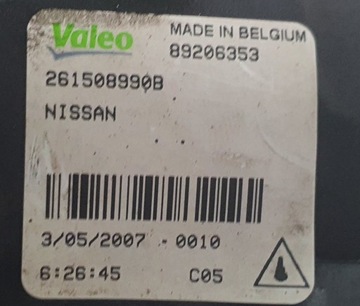 Valeo
MADE IN BELGIUM
89206353
261508990B
NISSAN
3/05/2007 -0010
6:26:45 C05